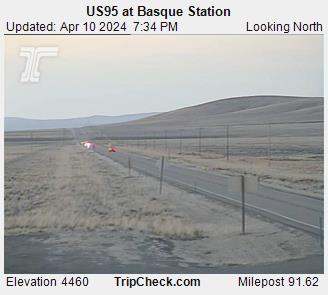 US95 at Basque Station
Updated: Apr 10 2024 7:34 PM Looking North
Elevation 4460 TripCheck.com Milepost 91.62